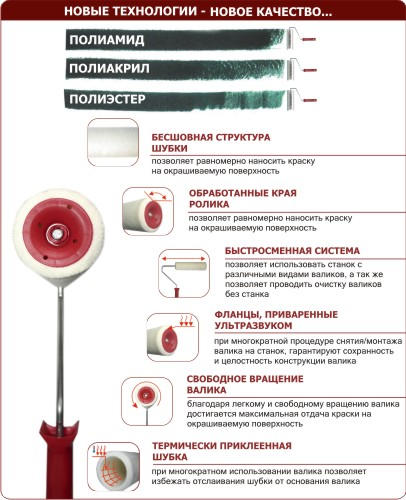 НОВЫЕ ТЕХНОЛОГИИ - НОВОЕ КАЧЕСТВО...
ПОЛИАМИД
ПОЛИАКРИЛ
ПОЛИЭСТЕР
БЕСШОВНАЯ СТРУКТУРА
ШУБКИ
позволяет равномерно наносить краску
на окрашиваемую поверхность
ОБРАБОТАННЫЕ КРАЯ
РОЛИКА
позволяет равномерно наносить краску
на окрашиваемую поверхность
БЫСТРОСМЕННАЯ СИСТЕМА
позволяет использовать станок с
различными видами валиков, а так же
позволяет проводить очистку валиков
без станка
ФЛАНЦЫ, ПРИВАРЕННЫЕ
УЛЬТРАЗВУКОМ
при многократной процедуре снятия/монтажа
валика на станок, гарантируют сохранность
и целостность конструкции валика
СВОБОДНОЕ ВРАЩЕНИЕ
ВАЛИКА
благодаря легкому и свободному вращению валика
достигается максимальная отдача краски на
окрашиваемую поверхность
ТЕРМИЧЕСКИ ПРИКЛЕЕННАЯ
ШУБКА
при многократном использовании валика позволяет
избежать отслаивания шубки от основания валика